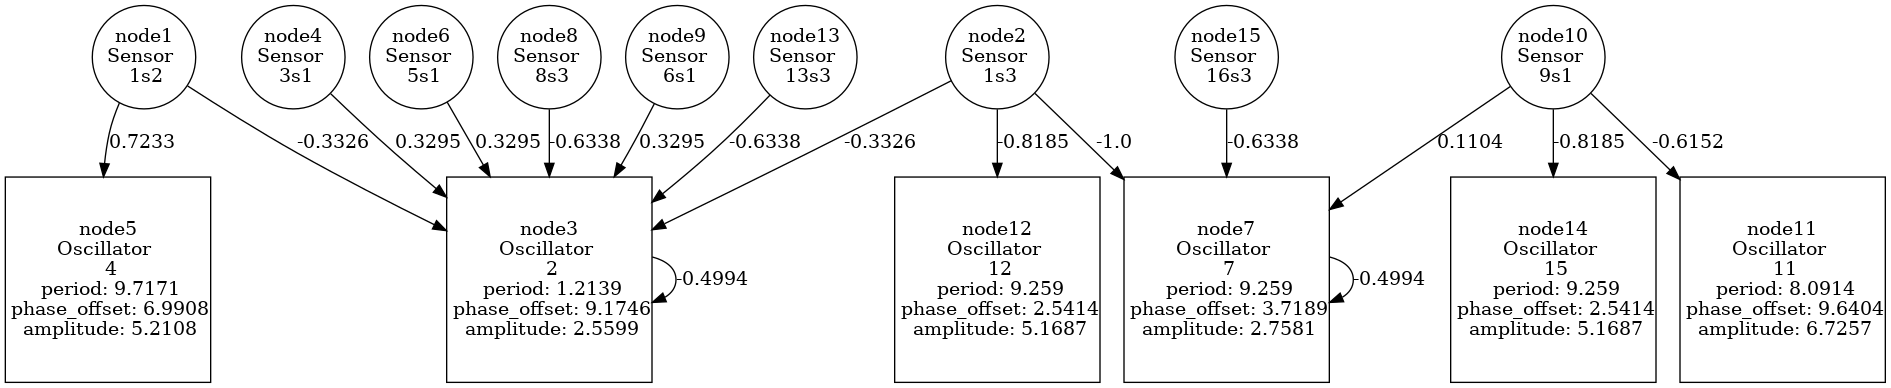 node1
Sensor
1s2
node4
Sensor
3s1
node6
Sensor
5s1
node8
Sensor
8s3
node9
Sensor
6s1
node13
Sensor
13s3
node2
Sensor
1s3
node15
Sensor
16s3
node10
Sensor
9s1
0.7233
-0.3326
0.3295
0.3295
-0.6338
0.3295
-0.6338
-0.3326
-0.8185
-1.0
-0.6338
0.1104
-0.8185
-0.6152
node5
Oscillator
4
period: 9.7171
phase_offset: 6.9908
amplitude: 5.2108
node3
Oscillator
2
period: 1.2139
phase_offset: 9.1746
amplitude: 2.5599
-0.4994
node12
Oscillator
12
period: 9.259
phase_offset: 2.5414
amplitude: 5.1687
node7
Oscillator
7
period: 9.259
phase_offset: 3.7189
amplitude: 2.7581
-0.4994
node14
Oscillator
15
period: 9.259
phase_offset: 2.5414
amplitude: 5.1687
node11
Oscillator
11
period: 8.0914
phase_offset: 9.6404
amplitude: 6.7257